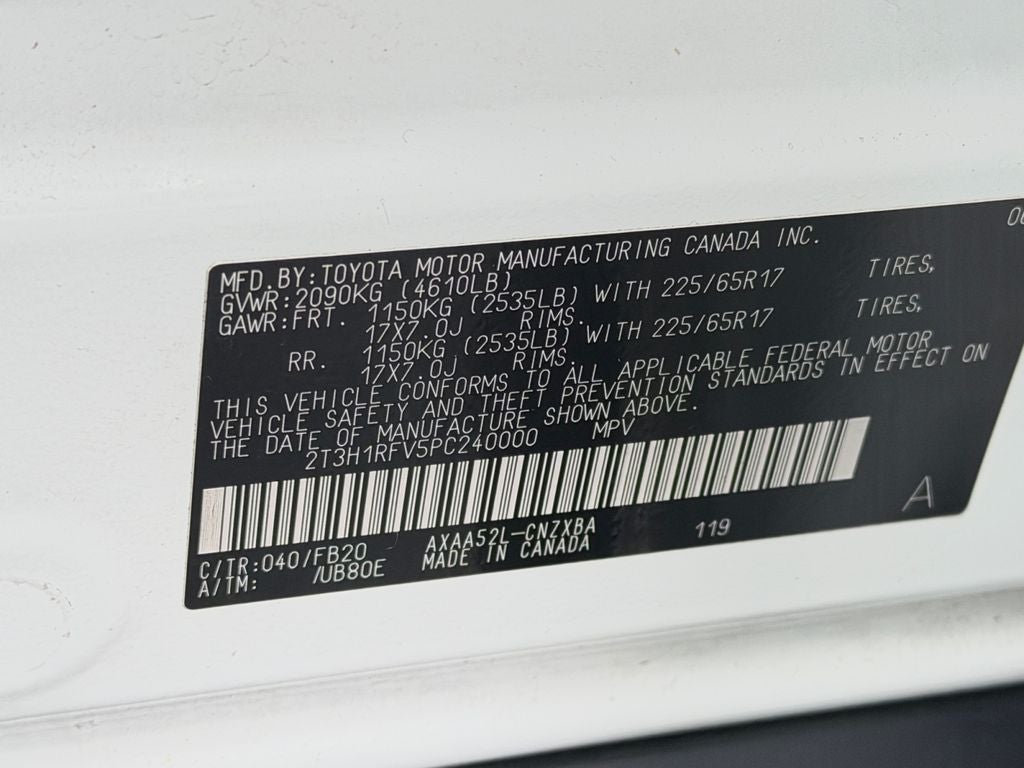 MFD.BY:TOYOTA MOTOR MANUFACTURING CANADA INC.
GVWR:2090KG (4610LB)
GAWR:FRT. 1150KG (2535LB) WITH 225/65R17 TIRES,
17X7.0J RIMS.
RR. 1150KG (2535LB) WITH 225/65R17 TIRES,
17X7.0J RIMS.
THIS VEHICLE CONFORMS TO ALL APPLICABLE FEDERAL MOTOR
VEHICLE SAFETY AND THEFT PREVENTION STANDARDS IN EFFECT ON
THE DATE OF MANUFACTURE SHOWN ABOVE.
2T3H1RFV5PC240000 MPV
C/TR:040/FB20 AXAA52L-CNZXBA 119 A
A/TM: /UB80E MADE IN CANADA